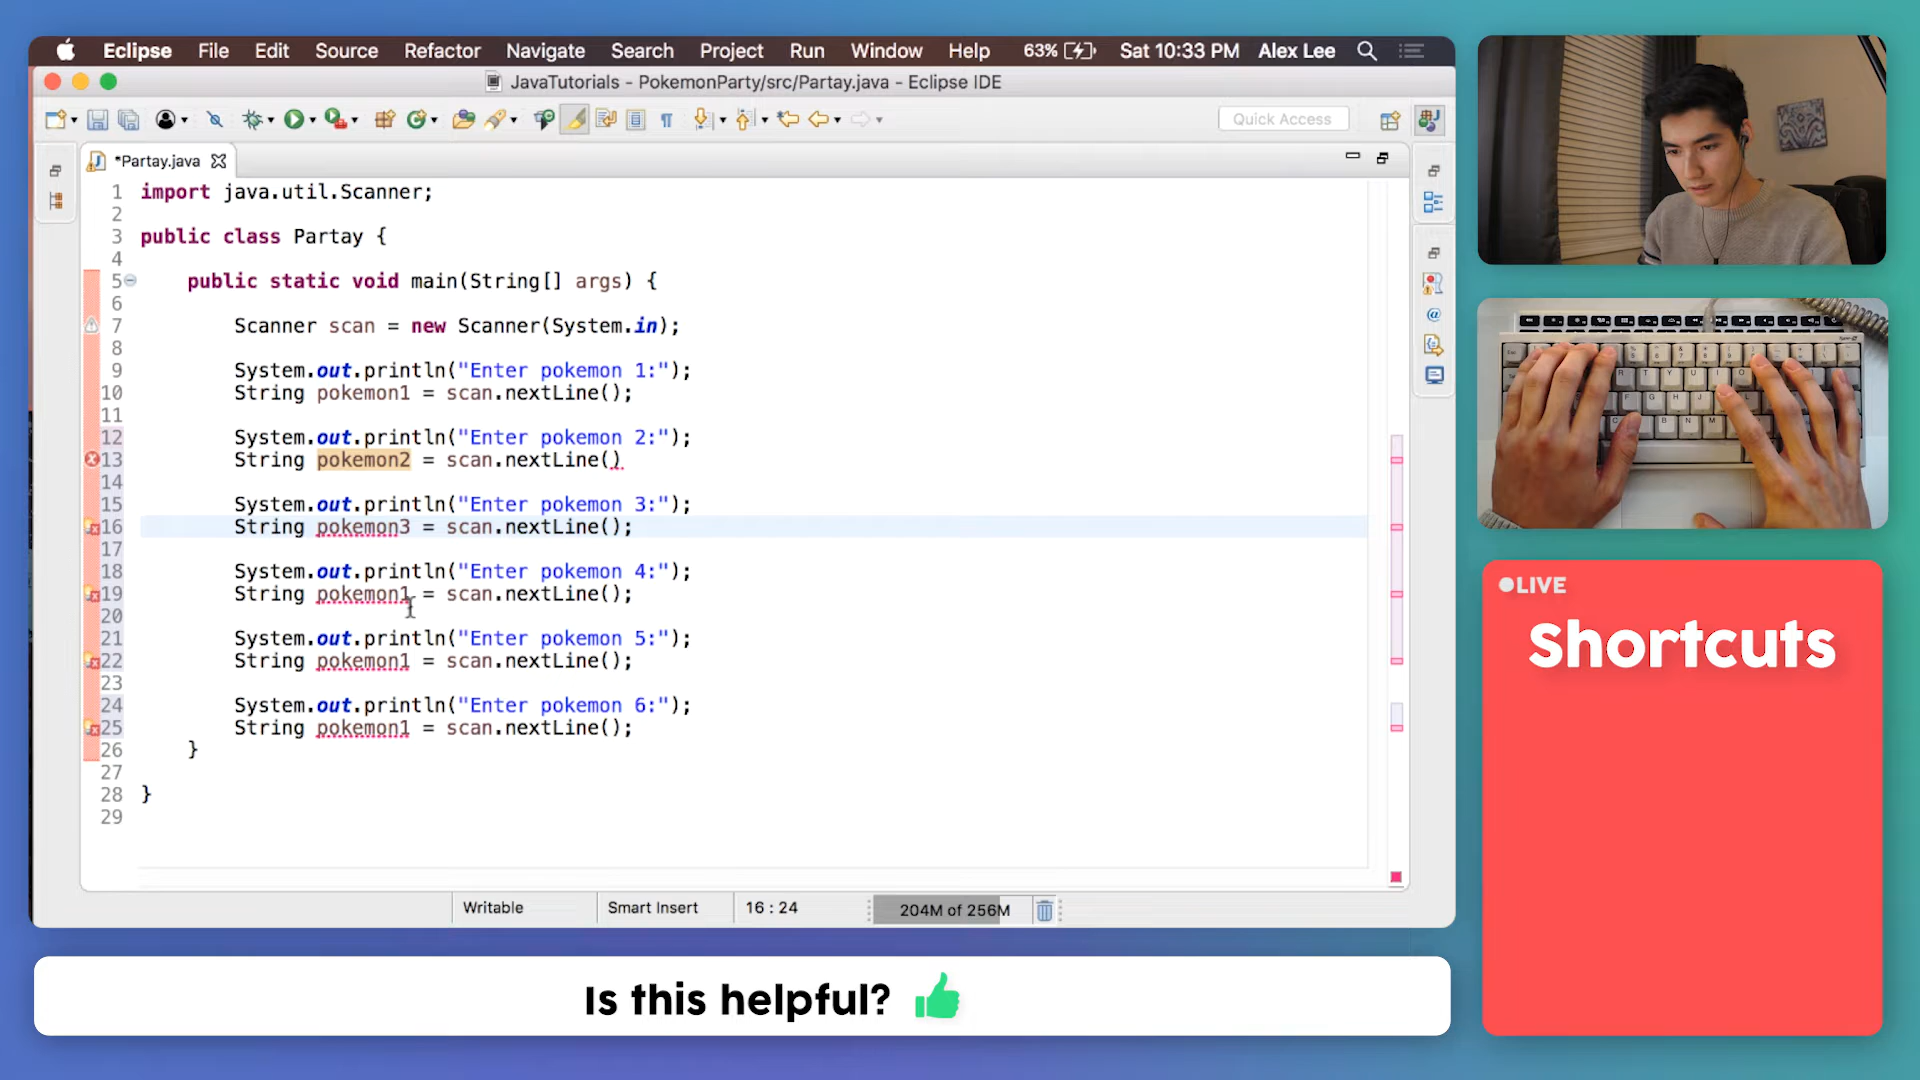 Eclipse File Edit Source Refactor Navigate Search Project Run Window Help 63% Sat 10:33 PM Alex Lee
JavaTutorials - PokemonParty/src/Partay.java - Eclipse IDE
Quick Access
*Partay.java
1 import java.util.Scanner;
2
3 public class Partay {
4
5 public static void main(String[] args) {
6
7 Scanner scan = new Scanner(System.in);
8
9 System.out.println("Enter pokemon 1:");
10 String pokemon1 = scan.nextLine();
11
12 System.out.println("Enter pokemon 2:");
13 String pokemon2 = scan.nextLine()
14
15 System.out.println("Enter pokemon 3:");
16 String pokemon3 = scan.nextLine();
17
18 System.out.println("Enter pokemon 4:");
19 String pokemon1 = scan.nextLine();
20
21 System.out.println("Enter pokemon 5:");
22 String pokemon1 = scan.nextLine();
23
24 System.out.println("Enter pokemon 6:");
25 String pokemon1 = scan.nextLine();
26 }
27
28 }
29
Writable Smart Insert 16 : 24 204M of 256M
LIVE
Shortcuts
Is this helpful?